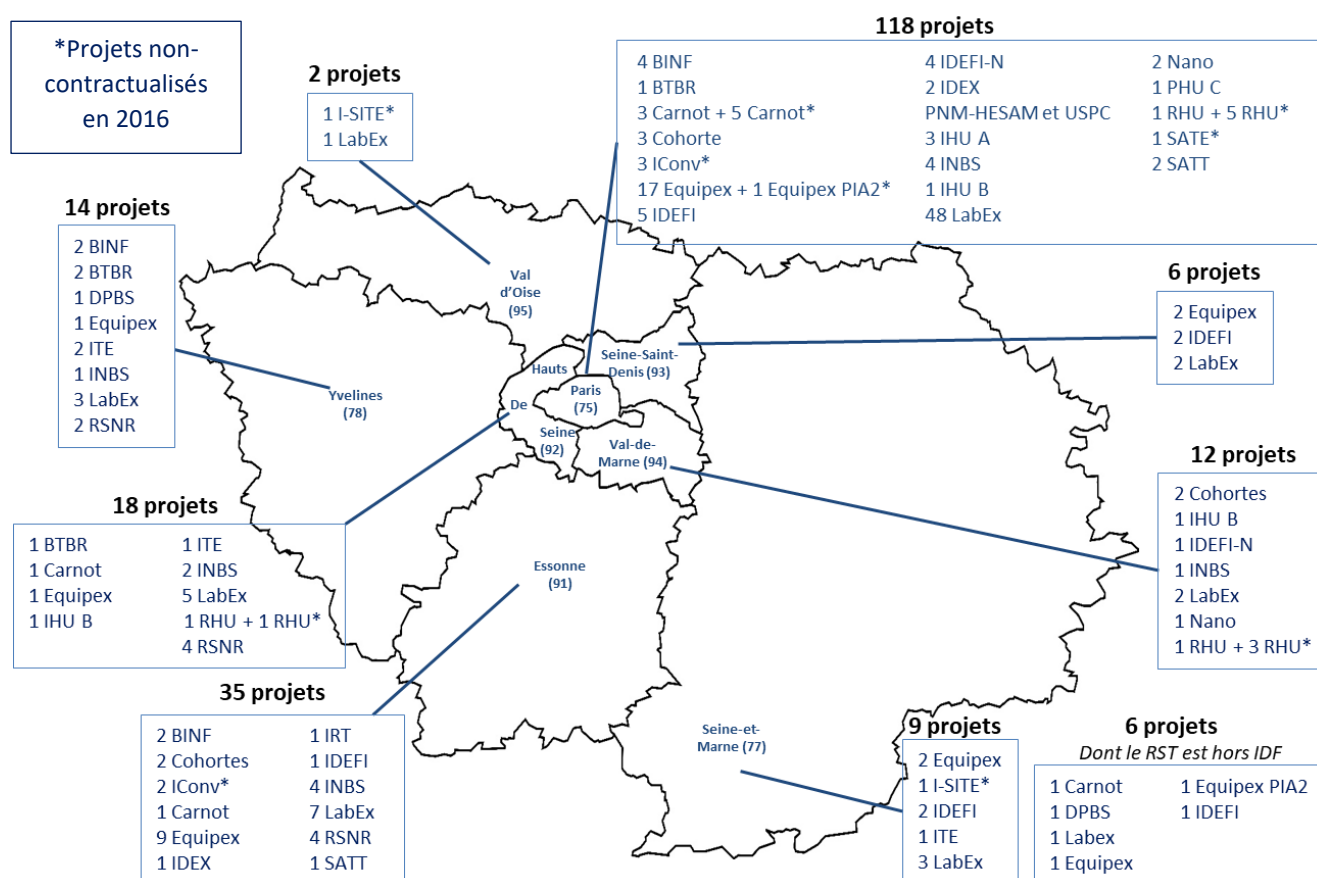 *Projets non-
contractualisés
en 2016
2 projets
1 I-SITE*
1 LabEx
118 projets
4 BINF
1 BTBR
3 Carnot + 5 Carnot*
3 Cohorte
3 IConv*
17 Equipex + 1 Equipex PIA2*
5 IDEFI
4 IDEFI-N
2 IDEX
PNM-HESAM et USPC
3 IHU A
4 INBS
1 IHU B
48 LabEx
2 Nano
1 PHU C
1 RHU + 5 RHU*
1 SATE*
2 SATT
14 projets
2 BINF
2 BTBR
1 DPBS
1 Equipex
2 ITE
1 INBS
3 LabEx
2 RSNR
6 projets
2 Equipex
2 IDEFI
2 LabEx
Val
d'Oise
(95)
Seine-Saint-
Denis (93)
Hauts
De
Seine
(92)
Paris
(75)
Yvelines
(78)
Val-de-
Marne (94)
Essonne
(91)
Seine-et-
Marne (77)
18 projets
1 BTBR
1 Carnot
1 Equipex
1 IHU B
1 ITE
2 INBS
5 LabEx
1 RHU + 1 RHU*
4 RSNR
12 projets
2 Cohortes
1 IHU B
1 IDEFI-N
1 INBS
2 LabEx
1 Nano
1 RHU + 3 RHU*
35 projets
2 BINF
2 Cohortes
2 IConv*
1 Carnot
9 Equipex
1 IDEX
1 IRT
1 IDEFI
4 INBS
7 LabEx
4 RSNR
1 SATT
9 projets
2 Equipex
1 I-SITE*
2 IDEFI
1 ITE
3 LabEx
6 projets
Dont le RST est hors IDF
1 Carnot
1 DPBS
1 Labex
1 Equipex
1 Equipex PIA2
1 IDEFI